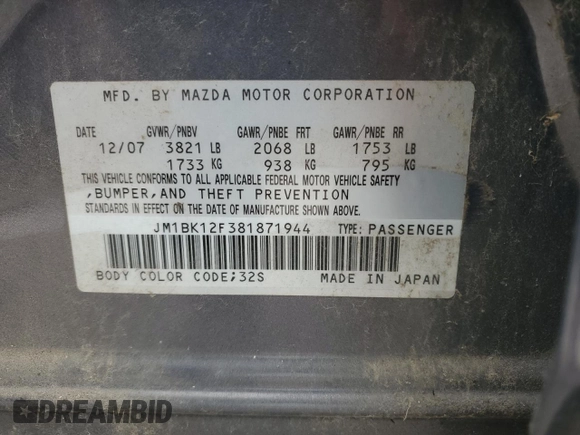 MFD. BY MAZDA MOTOR CORPORATION
DATE GVWR/PNBV GAWR/PNBE FRT GAWR/PNBE RR
12/07 3821 LB 2068 LB 1753 LB
1733 KG 938 KG 795 KG
THIS VEHICLE CONFORMS TO ALL APPLICABLE FEDERAL MOTOR VEHICLE SAFETY
,BUMPER,AND THEFT PREVENTION
STANDARDS IN EFFECT ON THE DATE OF MANUFACTURE SHOWN ABOVE.
JM1BK12F381871944 TYPE: PASSENGER
BODY COLOR CODE;32S MADE IN JAPAN
DREAMBID